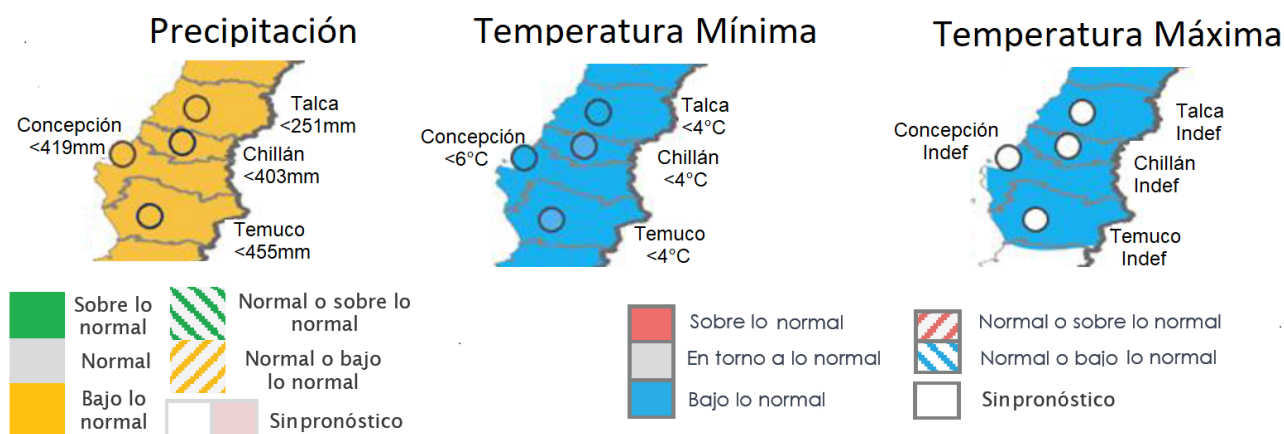 Precipitación
Talca
<251mm
Concepción
<419mm
Chillán
<403mm
Temuco
<455mm
Temperatura Mínima
Talca
<4°C
Concepción
<6°C
Chillán
<4°C
Temuco
<4°C
Temperatura Máxima
Talca
Indef
Concepción
Indef
Chillán
Indef
Temuco
Indef
Sobre lo
normal
Normal
Bajo lo
normal
Normal o sobre lo
normal
Normal o bajo
lo normal
Sin pronóstico
Sobre lo normal
En torno a lo normal
Bajo lo normal
Normal o sobre lo normal
Normal o bajo lo normal
Sin pronóstico